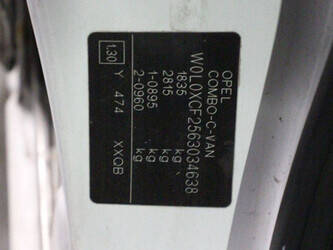 OPEL
COMBO-C-VAN
W0L0XCF2563034638
1835 kg
2815 kg
1-0895 kg
2-0960 kg
1,30 Y 474 XXQB